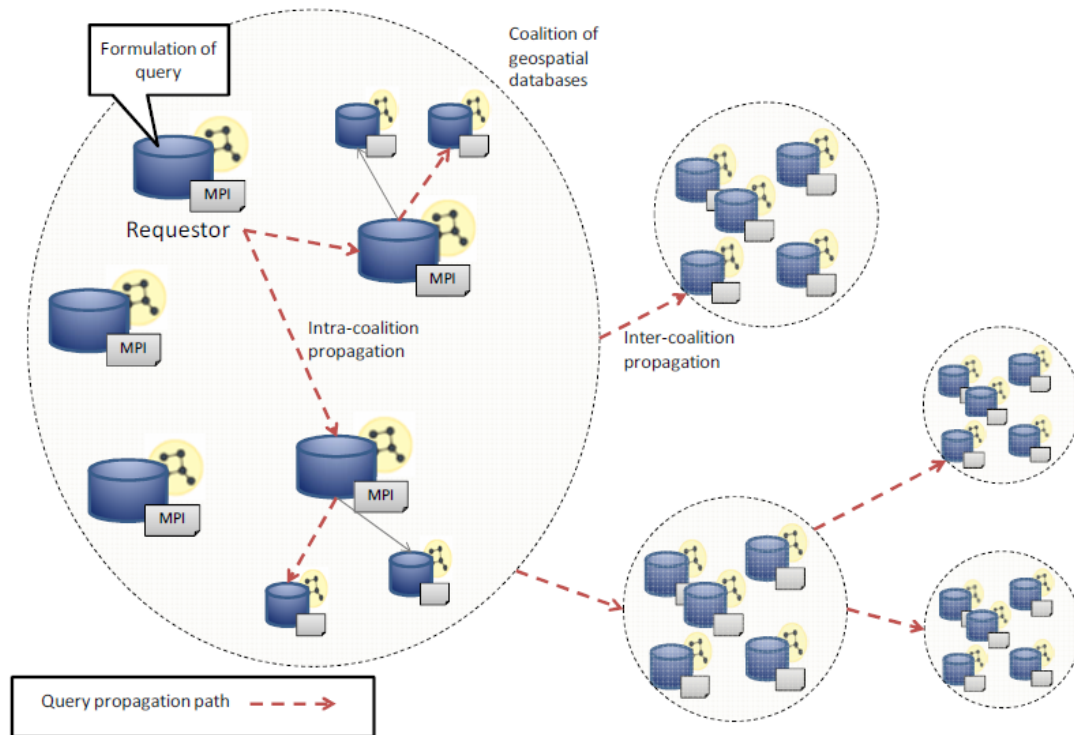 Formulation of
query
Coalition of
geospatial
databases
MPI
Requestor
MPI
MPI
Intra-coalition
propagation
Inter-coalition
propagation
MPI
MPI
Query propagation path